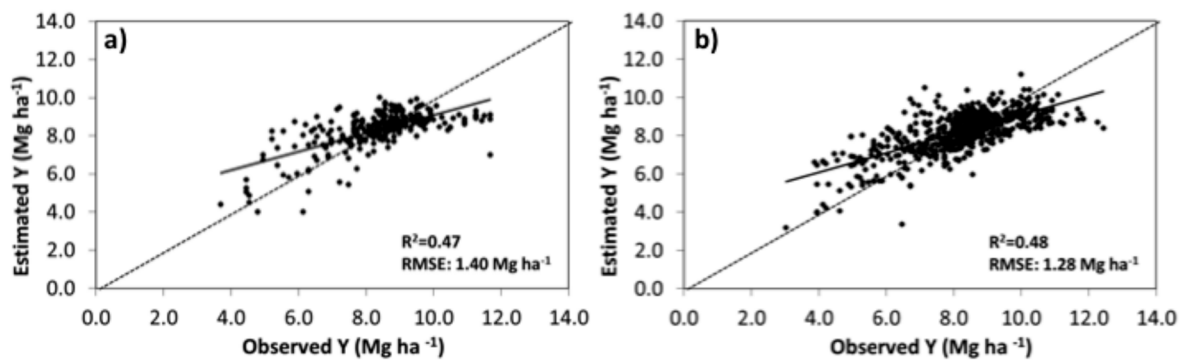 a)
14.0
12.0
10.0
8.0
6.0
4.0
2.0
0.0
Estimated Y (Mg ha⁻¹)
R²=0.47
RMSE: 1.40 Mg ha⁻¹
0.0 2.0 4.0 6.0 8.0 10.0 12.0 14.0
Observed Y (Mg ha ⁻¹)
b)
14.0
12.0
10.0
8.0
6.0
4.0
2.0
0.0
Estimated Y (Mg ha⁻¹)
R²=0.48
RMSE: 1.28 Mg ha⁻¹
0.0 2.0 4.0 6.0 8.0 10.0 12.0 14.0
Observed Y (Mg ha ⁻¹)